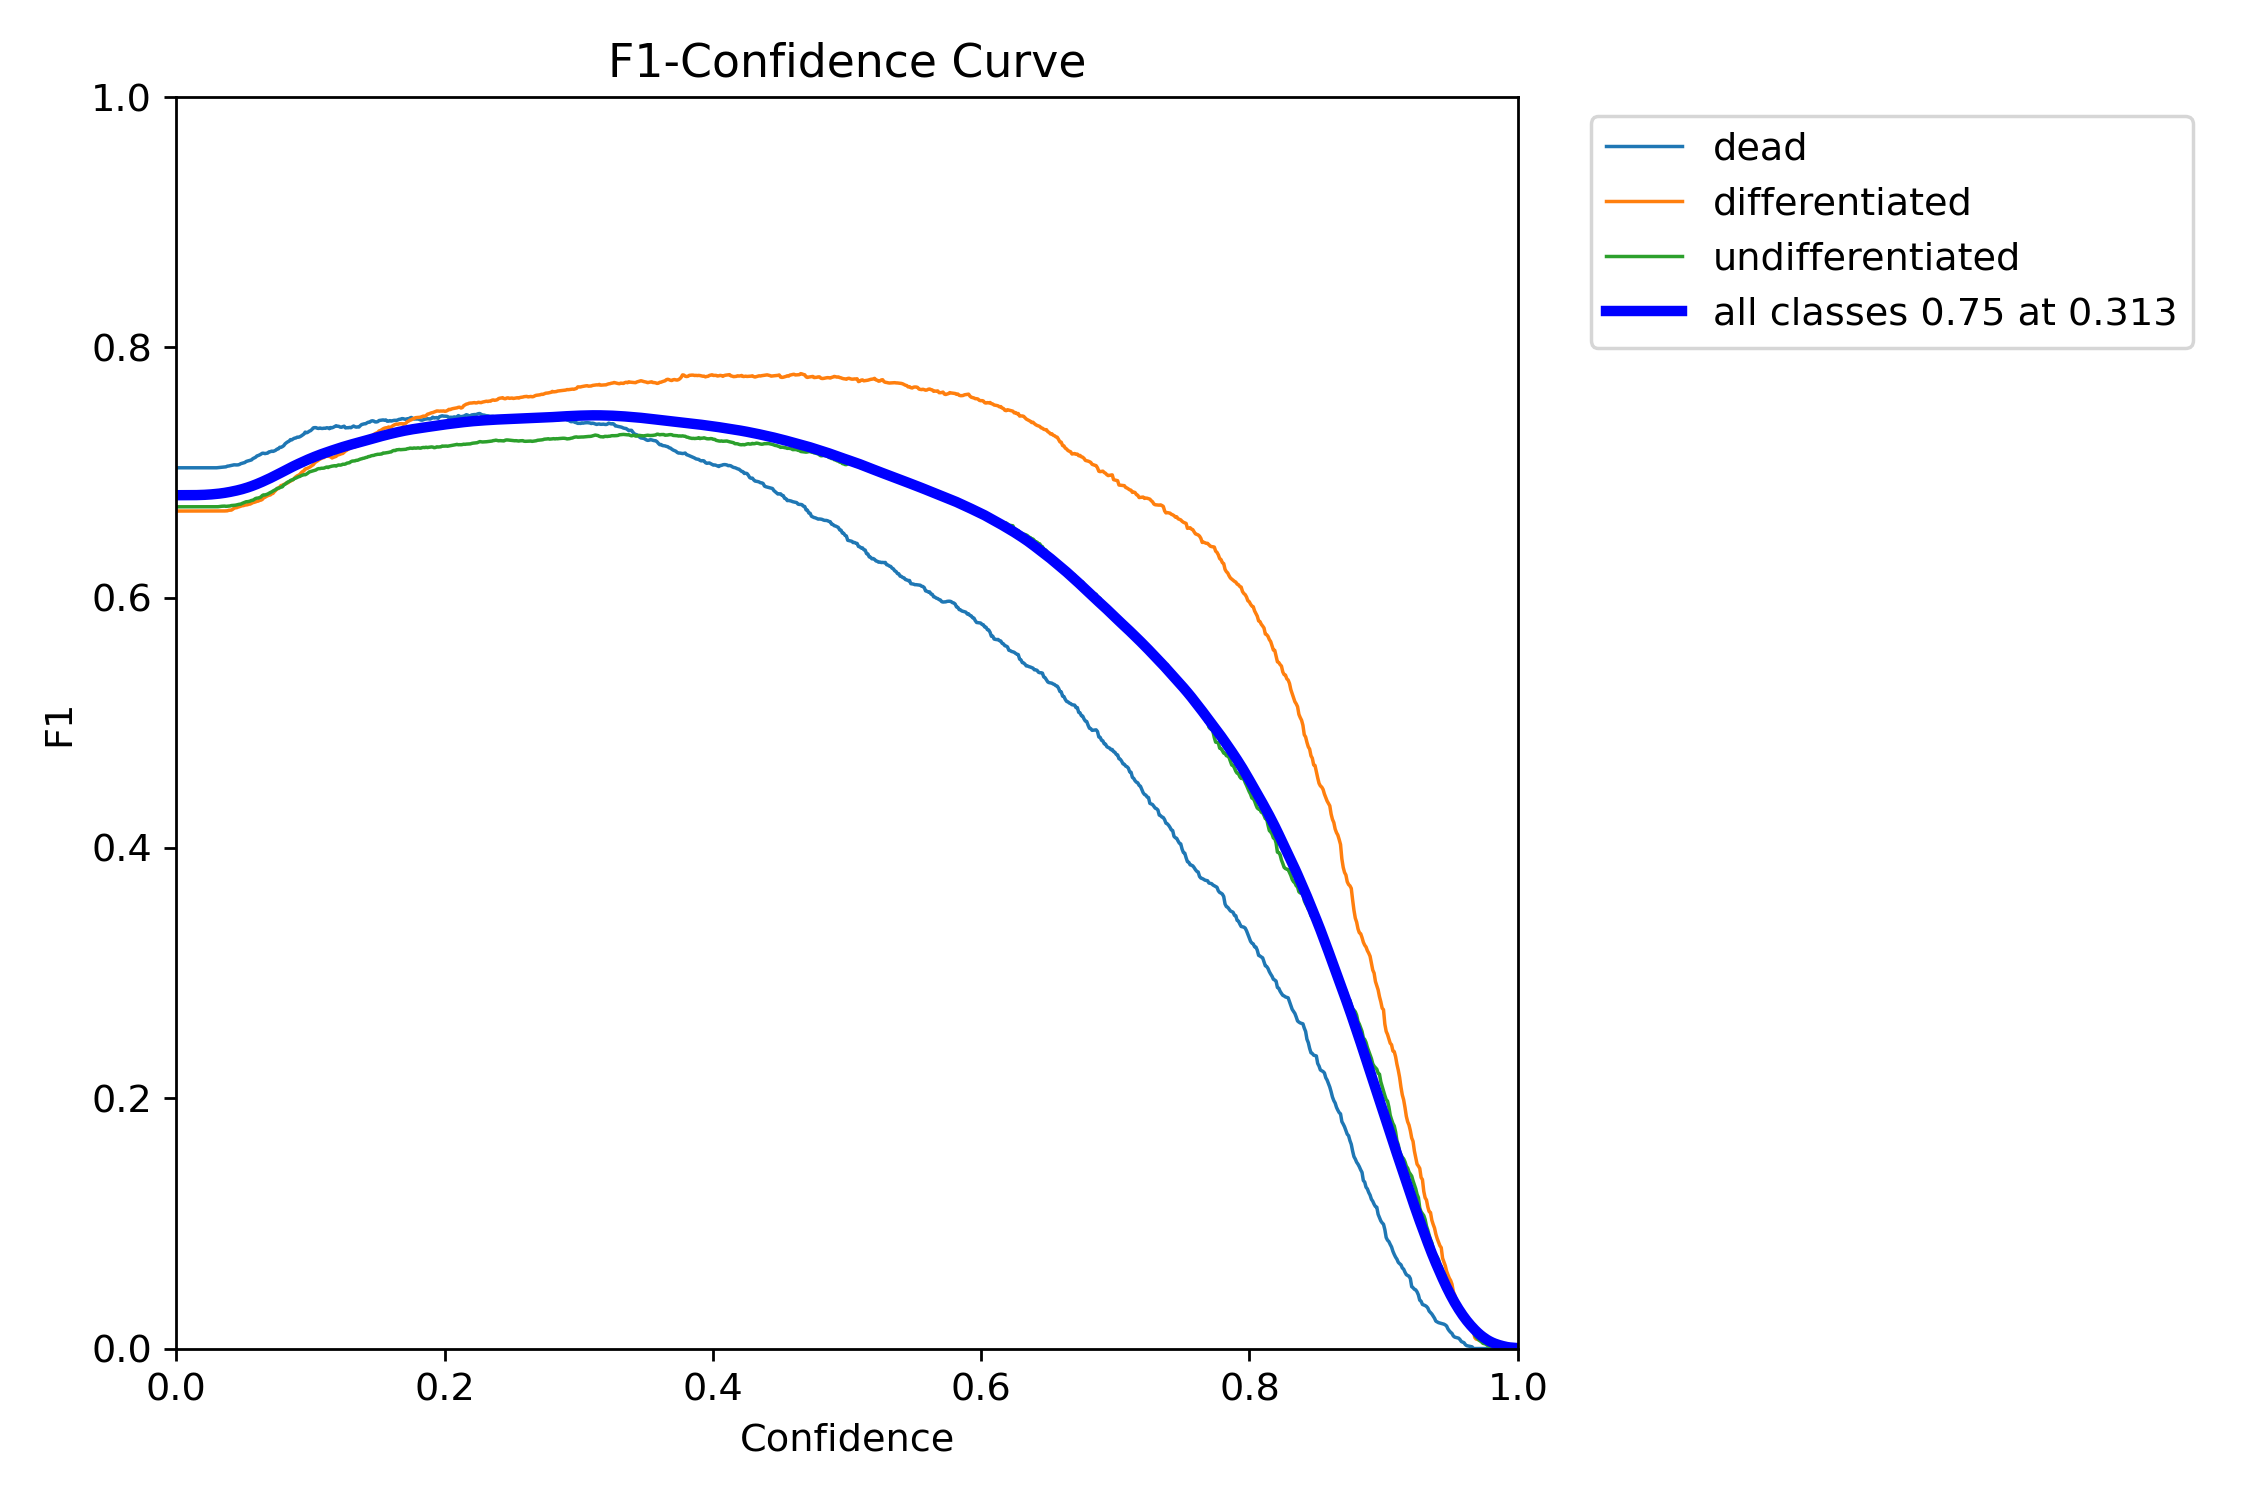 F1-Confidence Curve
dead
differentiated
undifferentiated
all classes 0.75 at 0.313
1.0
0.8
0.6
0.4
0.2
0.0
F1
0.0 0.2 0.4 0.6 0.8 1.0
Confidence